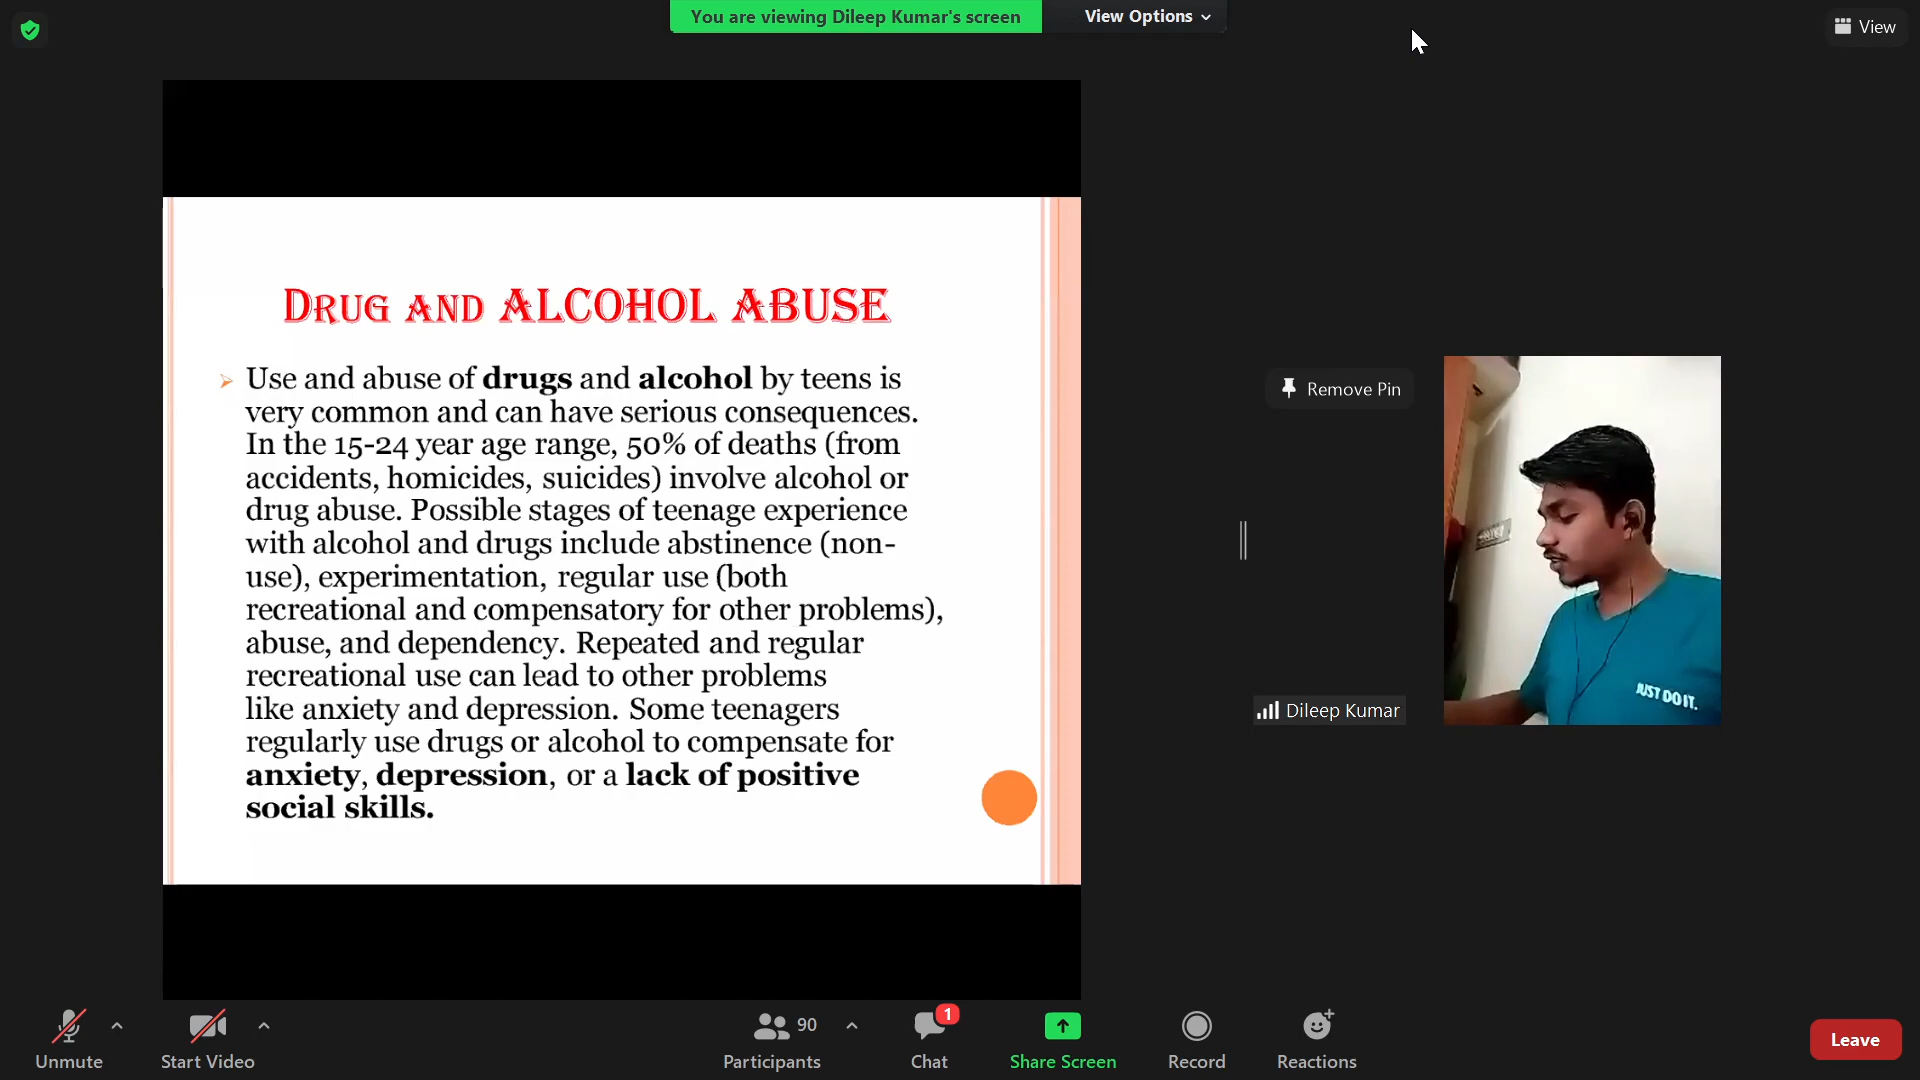 You are viewing Dileep Kumar's screen
View Options
View
DRUG AND ALCOHOL ABUSE
Use and abuse of drugs and alcohol by teens is
very common and can have serious consequences.
In the 15-24 year age range, 50% of deaths (from
accidents, homicides, suicides) involve alcohol or
drug abuse. Possible stages of teenage experience
with alcohol and drugs include abstinence (non-
use), experimentation, regular use (both
recreational and compensatory for other problems),
abuse, and dependency. Repeated and regular
recreational use can lead to other problems
like anxiety and depression. Some teenagers
regularly use drugs or alcohol to compensate for
anxiety, depression, or a lack of positive
social skills.
Remove Pin
JUST DO IT.
Dileep Kumar
Unmute
Start Video
90
Participants
1
Chat
Share Screen
Record
Reactions
Leave